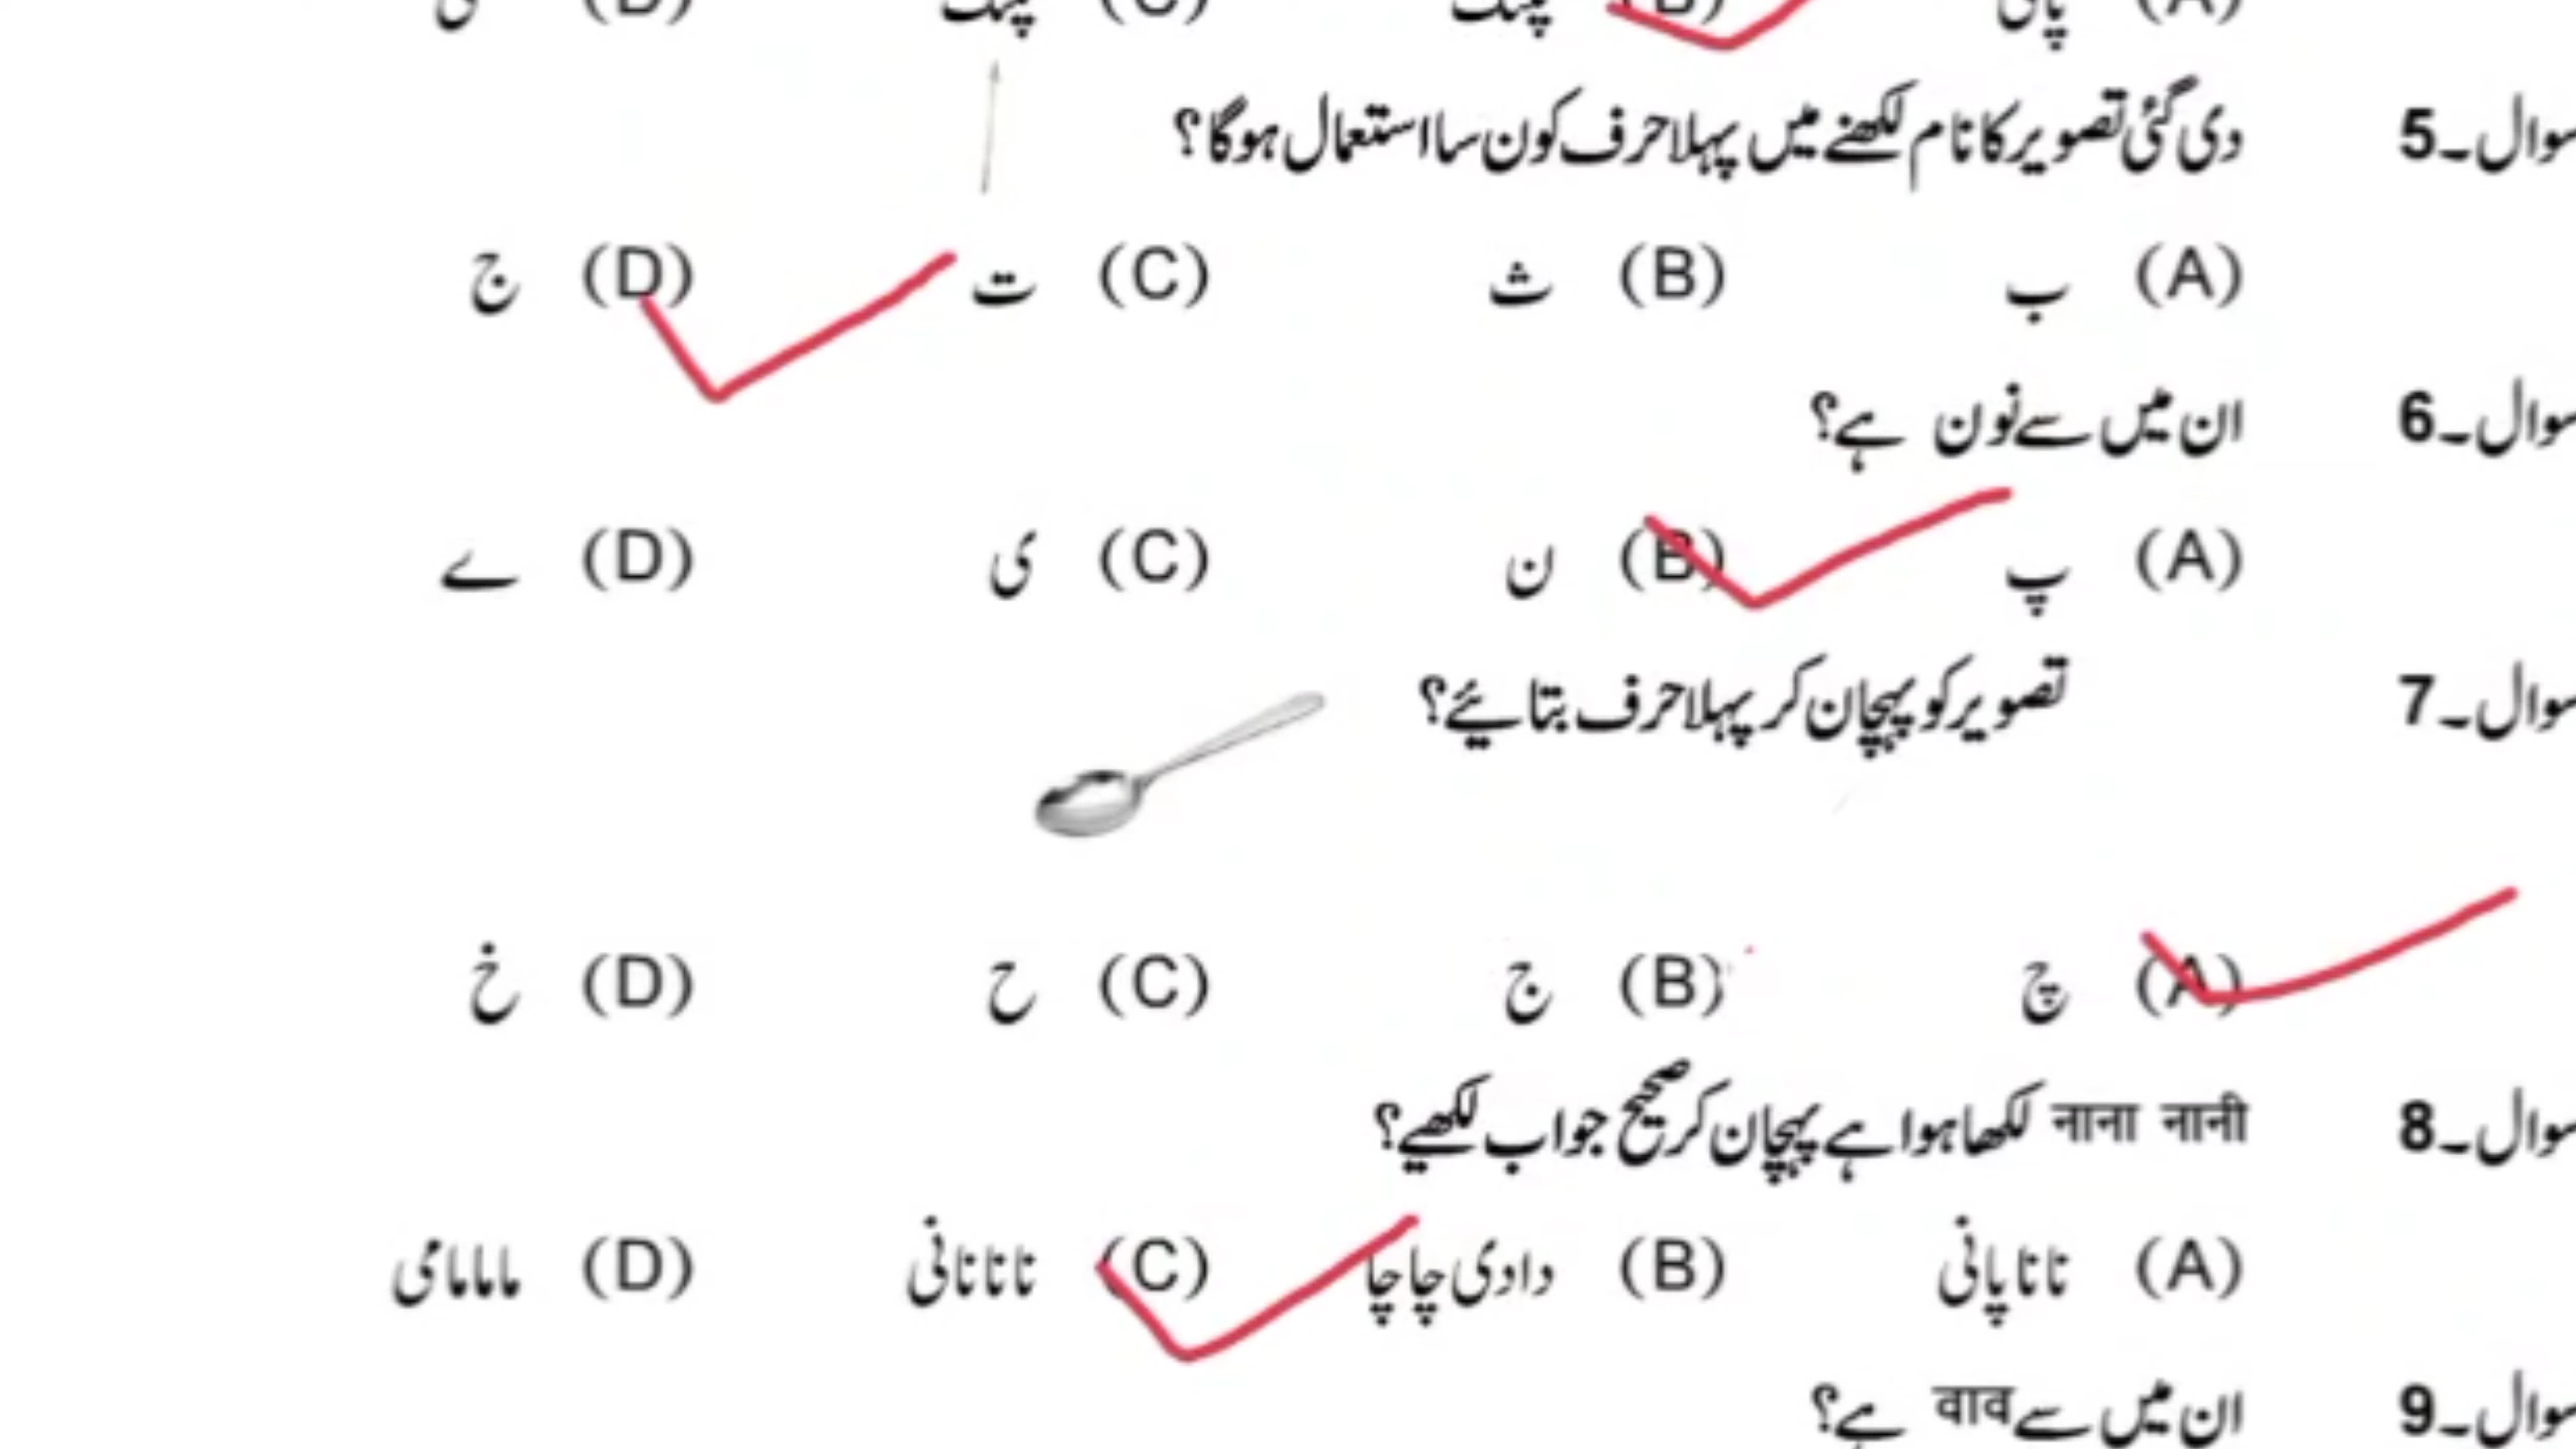 (A) (B) (C) (D)
سوال۔5 دی گئی تصویر کا نام لکھنے میں پہلا حرف کون سا استعمال ہوگا؟
(A) ب (B) ث (C) ت (D) ج
سوال۔6 ان میں سے نون ہے؟
(A) پ (B) ن (C) ی (D) ے
سوال۔7 تصویر کو پہچان کر پہلا حرف بتائیے؟
(A) چ (B) ج (C) ح (D) خ
سوال۔8 नाना नानी لکھا ہوا ہے پہچان کر صحیح جواب لکھیے؟
(A) نانا پانی (B) دادی چاچا (C) نانا نانی (D) ماما مامی
سوال۔9 ان میں سے वाव ہے؟